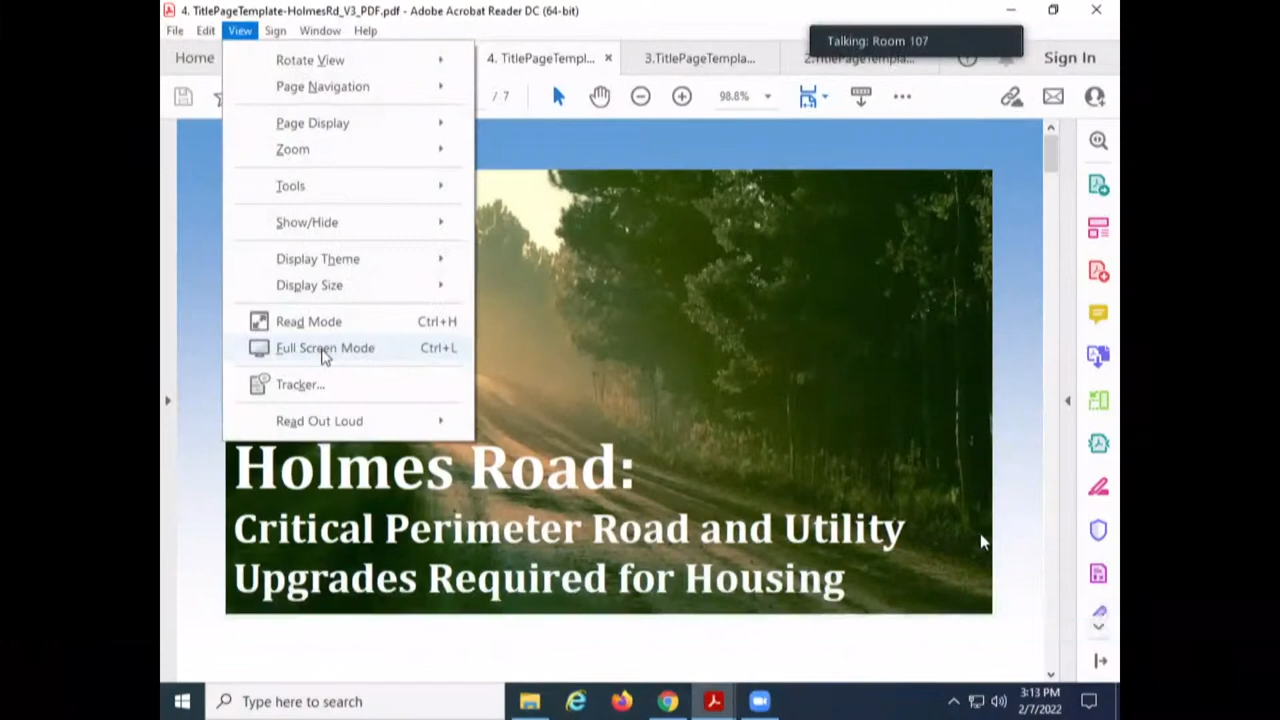 4. TitlePageTemplate-HolmesRd_V3_PDF.pdf - Adobe Acrobat Reader DC (64-bit)
File Edit View Sign Window Help
Talking: Room 107
Home
4. TitlePageTempl...
3.TitlePageTempla...
Sign In
/ 7
98.8%
Rotate View
Page Navigation
Page Display
Zoom
Tools
Show/Hide
Display Theme
Display Size
Read Mode Ctrl+H
Full Screen Mode Ctrl+L
Tracker...
Read Out Loud
Holmes Road:
Critical Perimeter Road and Utility
Upgrades Required for Housing
Type here to search
3:13 PM
2/7/2022